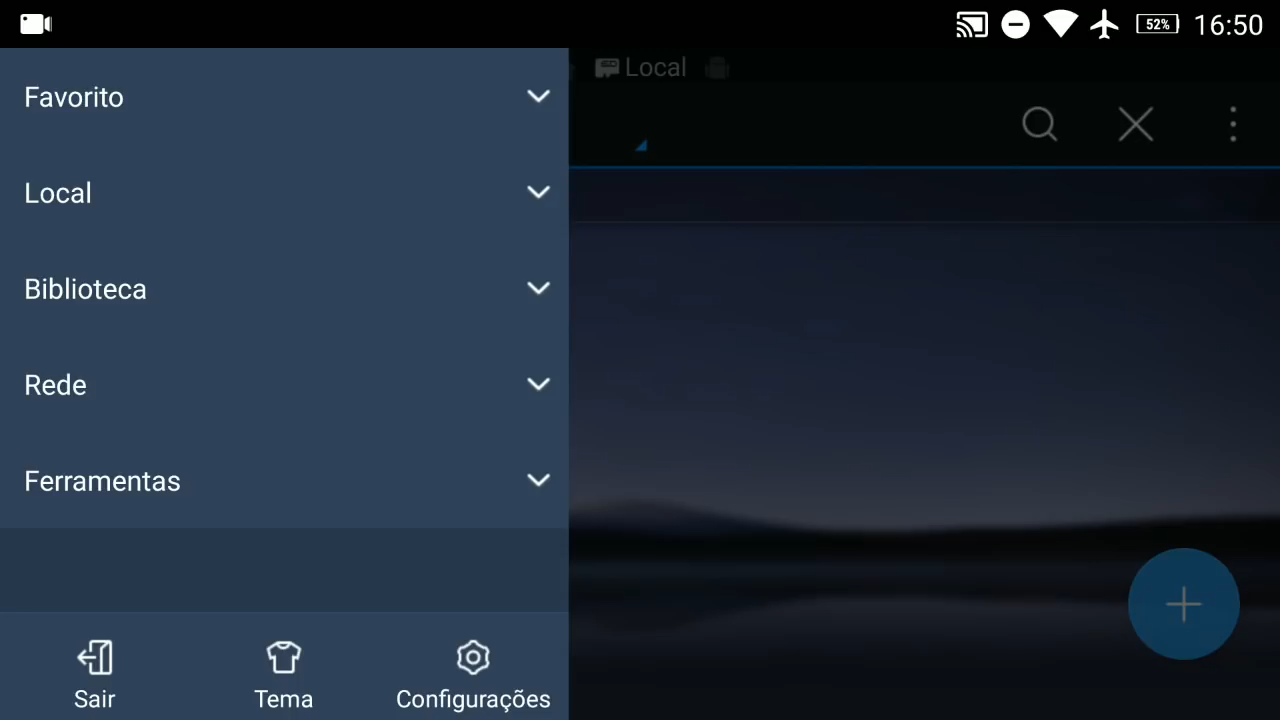 52% 16:50
Favorito
Local
Local
Biblioteca
Rede
Ferramentas
Sair Tema Configurações